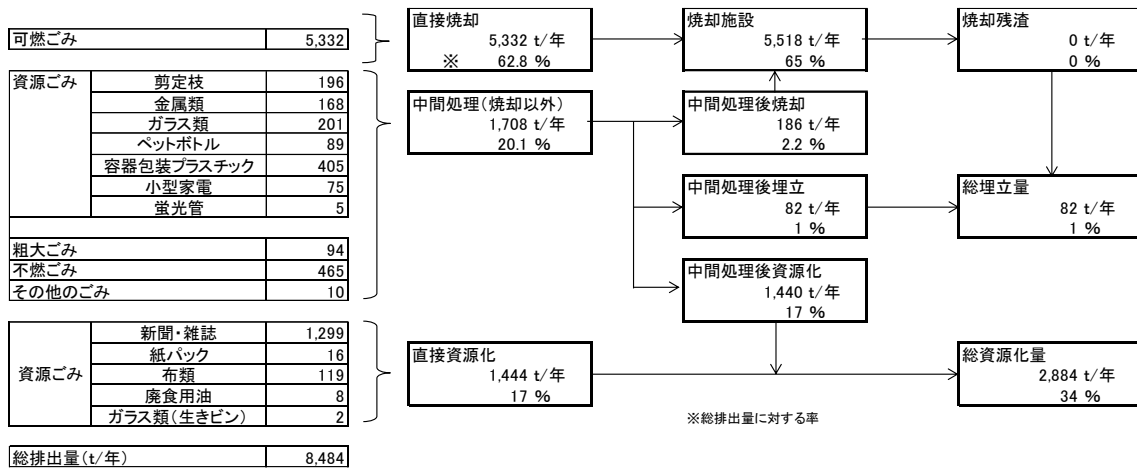 可燃ごみ 5,332
資源ごみ 剪定枝 196
金属類 168
ガラス類 201
ペットボトル 89
容器包装プラスチック 405
小型家電 75
蛍光管 5
粗大ごみ 94
不燃ごみ 465
その他のごみ 10
資源ごみ
新聞・雑誌 1,299
紙パック 16
布類 119
廃食用油 8
ガラス類(生きビン) 2
総排出量(t/年) 8,484
直接焼却
5,332 t/年
※ 62.8 %
焼却施設
5,518 t/年
65 %
焼却残渣
0 t/年
0 %
中間処理(焼却以外)
1,708 t/年
20.1 %
中間処理後焼却
186 t/年
2.2 %
中間処理後埋立
82 t/年
1 %
総埋立量
82 t/年
1 %
中間処理後資源化
1,440 t/年
17 %
直接資源化
1,444 t/年
17 %
総資源化量
2,884 t/年
34 %
※総排出量に対する率